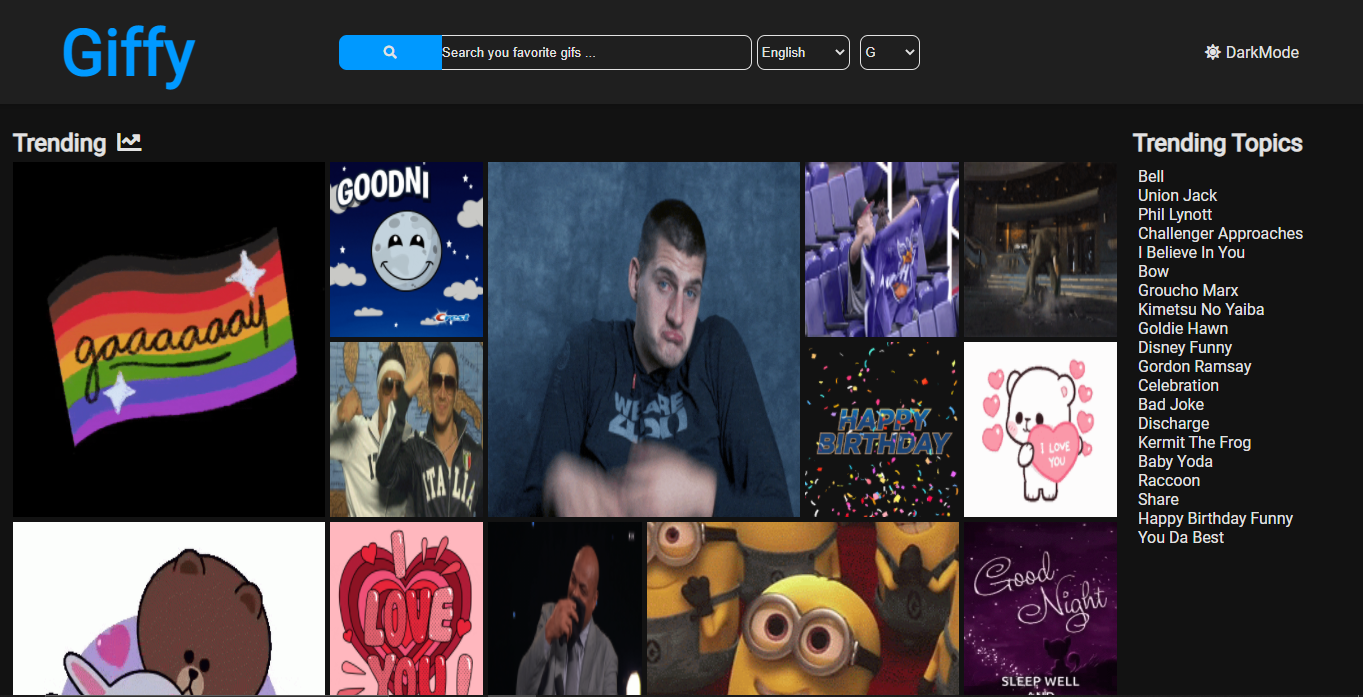 Giffy
Search you favorite gifs ...
English
G
DarkMode
Trending
Trending Topics
Bell
Union Jack
Phil Lynott
Challenger Approaches
I Believe In You
Bow
Groucho Marx
Kimetsu No Yaiba
Goldie Hawn
Disney Funny
Gordon Ramsay
Celebration
Bad Joke
Discharge
Kermit The Frog
Baby Yoda
Raccoon
Share
Happy Birthday Funny
You Da Best
gaaaaaay
GOODNI
Crest
WE ARE
ITALIA
HAPPY
BIRTHDAY
I LOVE
YOU
I
LOVE
YOU
Good
Night
SLEEP WELL
AND